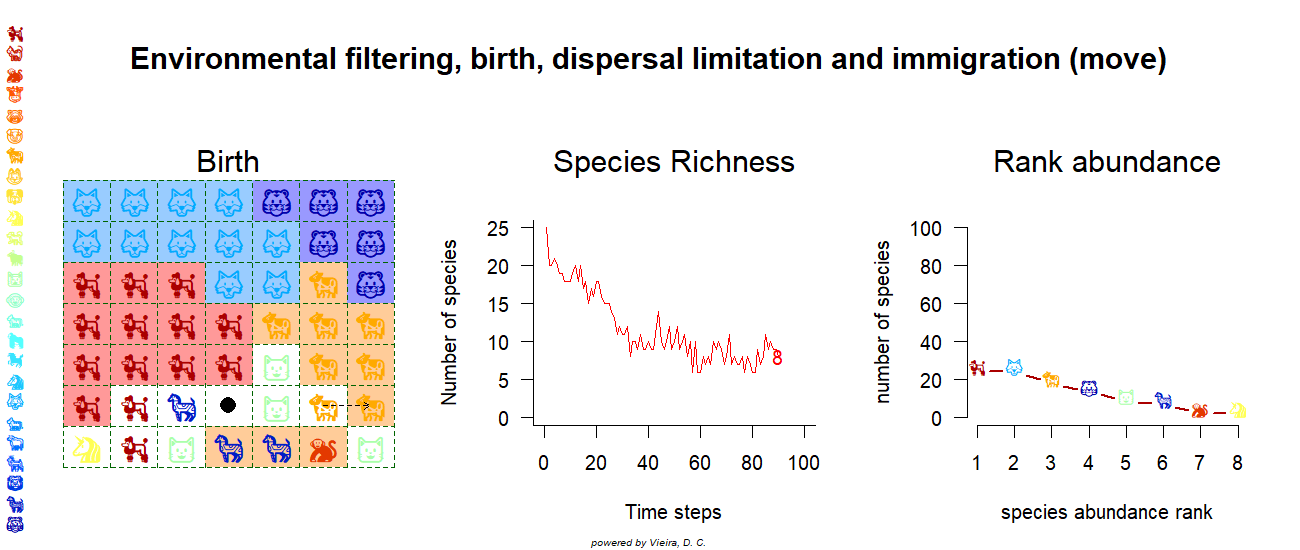 Environmental filtering, birth, dispersal limitation and immigration (move)
Birth
Species Richness
Rank abundance
Number of species
25
20
15
10
5
0
0 20 40 60 80 100
Time steps
number of species
100
80
60
40
20
0
1 2 3 4 5 6 7 8
species abundance rank
powered by Vieira, D. C.